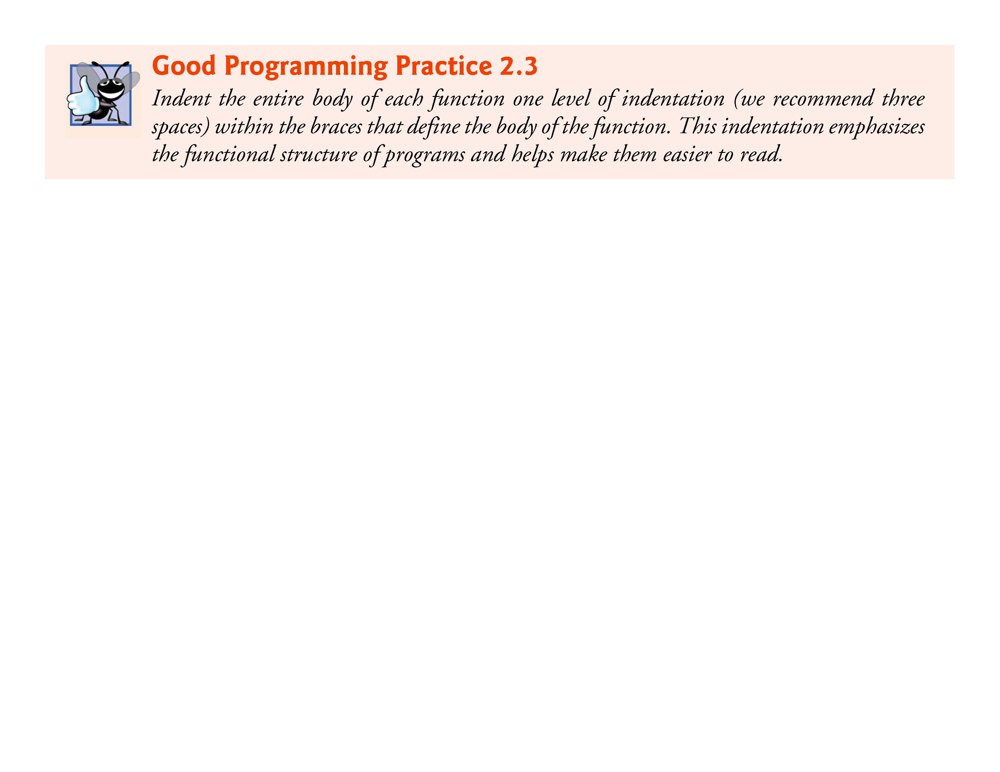 Good Programming Practice 2.3
Indent the entire body of each function one level of indentation (we recommend three
spaces) within the braces that define the body of the function. This indentation emphasizes
the functional structure of programs and helps make them easier to read.